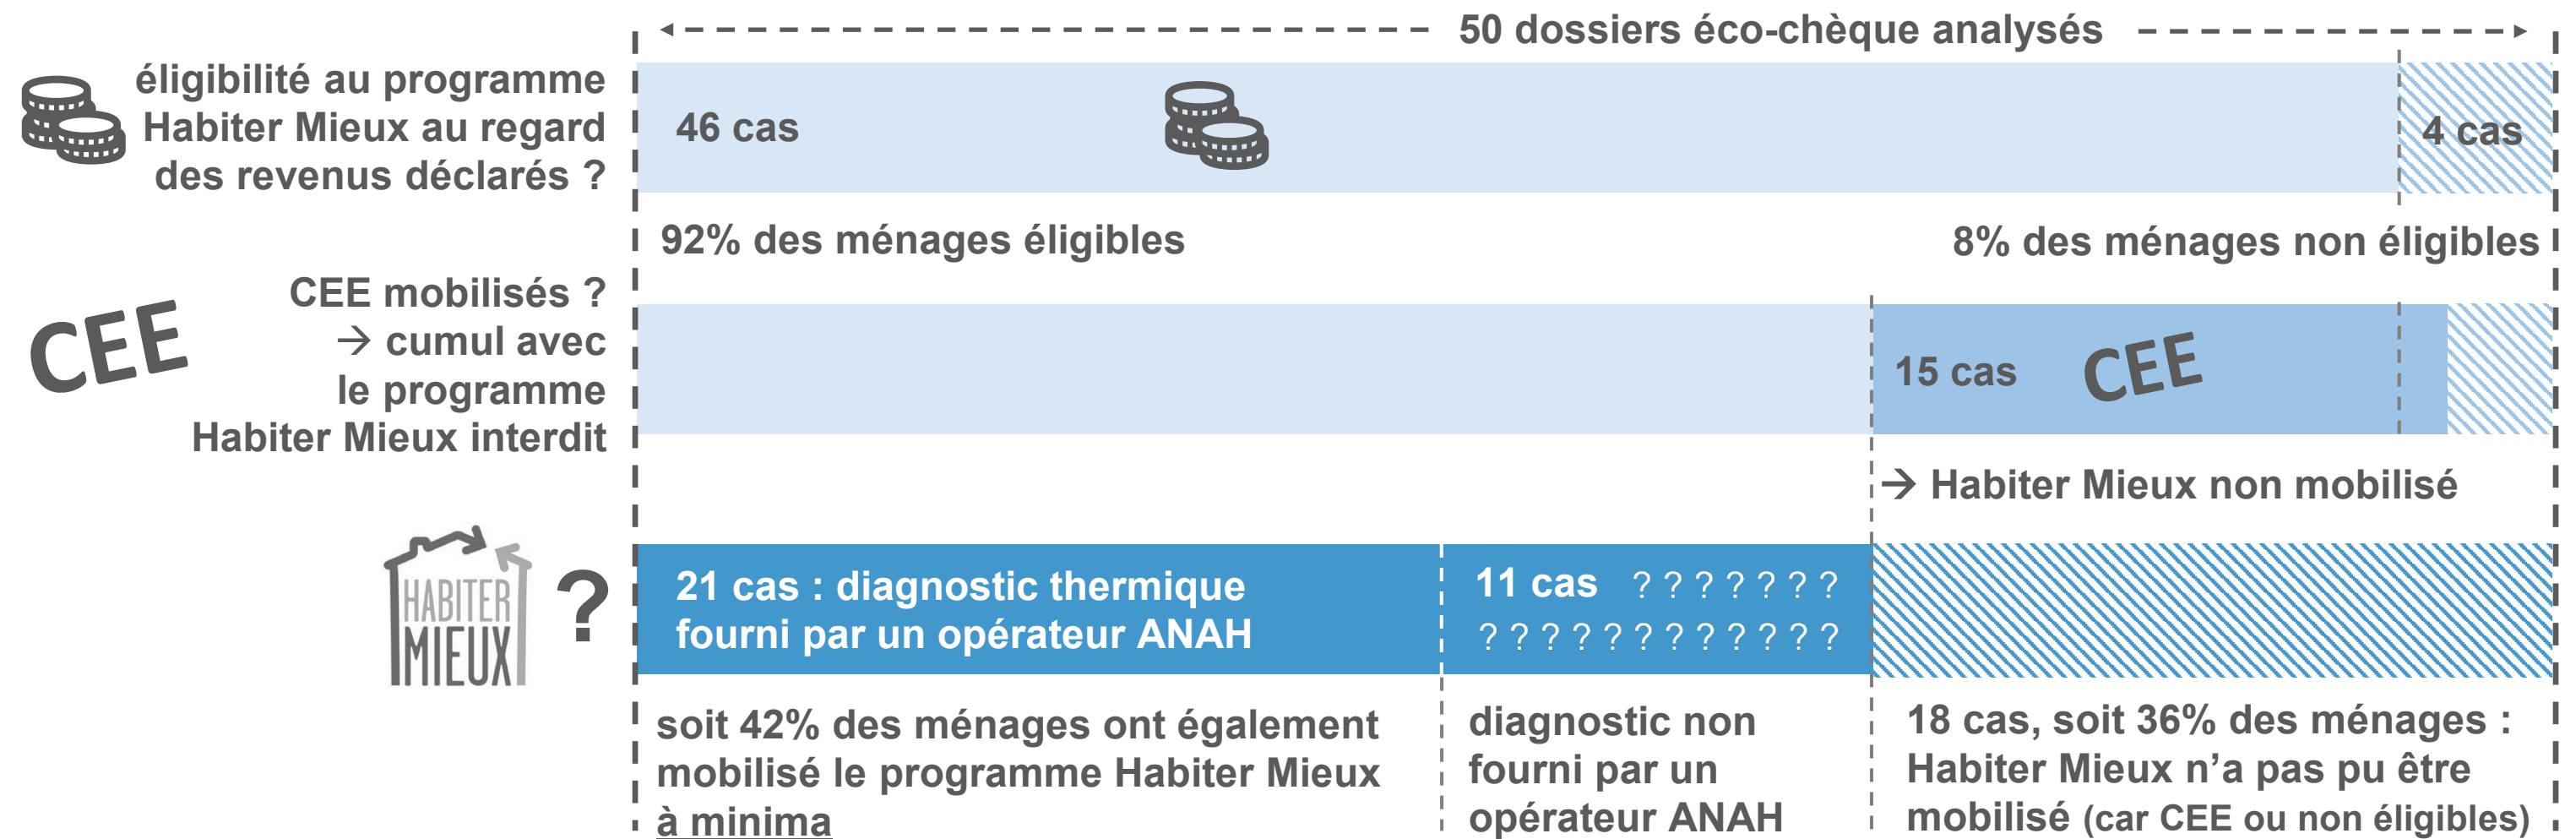 50 dossiers éco-chèque analysés
éligibilité au programme
Habiter Mieux au regard
des revenus déclarés ?
46 cas
4 cas
92% des ménages éligibles
8% des ménages non éligibles
CEE
CEE mobilisés ?
→ cumul avec
le programme
Habiter Mieux interdit
15 cas
CEE
→ Habiter Mieux non mobilisé
HABITER
MIEUX
?
21 cas : diagnostic thermique
fourni par un opérateur ANAH
11 cas ? ? ? ? ? ? ?
? ? ? ? ? ? ? ? ? ? ? ?
soit 42% des ménages ont également
mobilisé le programme Habiter Mieux
à minima
diagnostic non
fourni par un
opérateur ANAH
18 cas, soit 36% des ménages :
Habiter Mieux n’a pas pu être
mobilisé (car CEE ou non éligibles)